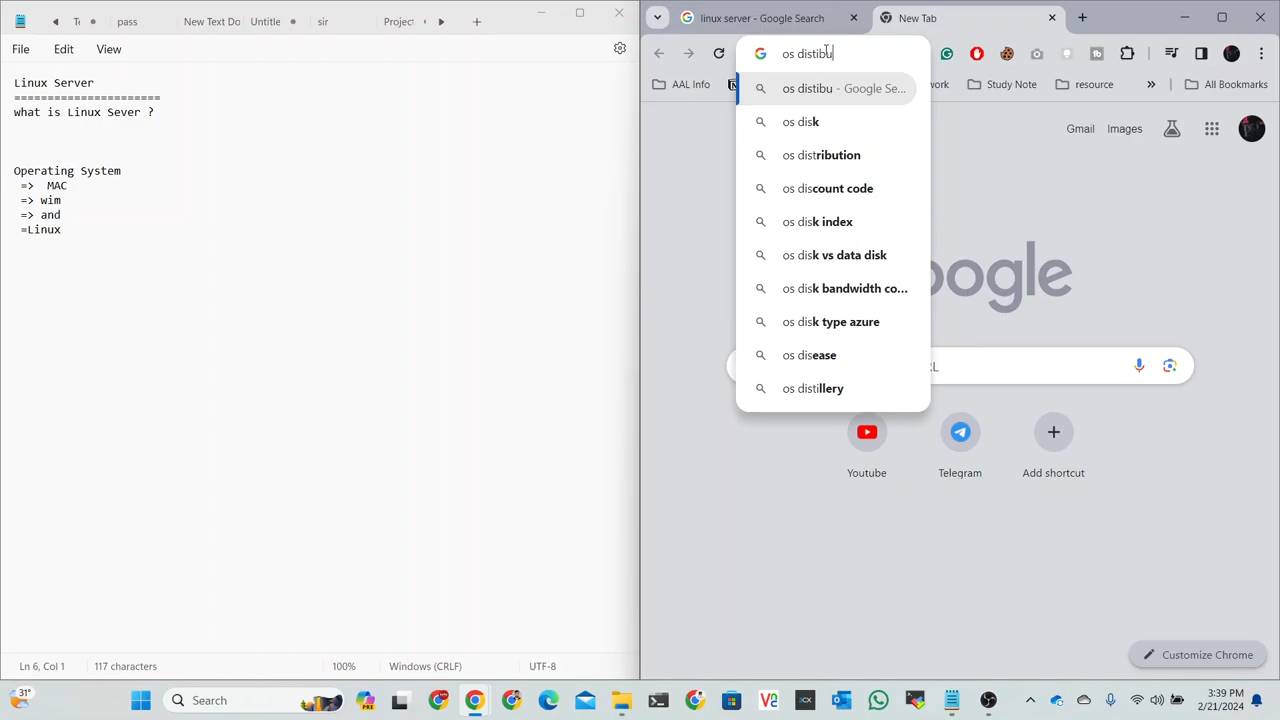 pass
New Text Do
Untitle
sir
Project
File
Edit
View
Linux Server
======================
what is Linux Sever ?
Operating System
=>  MAC
=> wim
=> and
=Linux
Ln 6, Col 1
117 characters
100%
Windows (CRLF)
UTF-8
linux server - Google Search
New Tab
os distibu
os distibu - Google Se...
os disk
os distribution
os discount code
os disk index
os disk vs data disk
os disk bandwidth co...
os disk type azure
os disease
os distillery
AAL Info
work
Study Note
resource
»
All Bookmarks
Gmail
Images
oogle
RL
Youtube
Telegram
Add shortcut
Customize Chrome
31°
Search
PRE
3:39 PM
2/21/2024